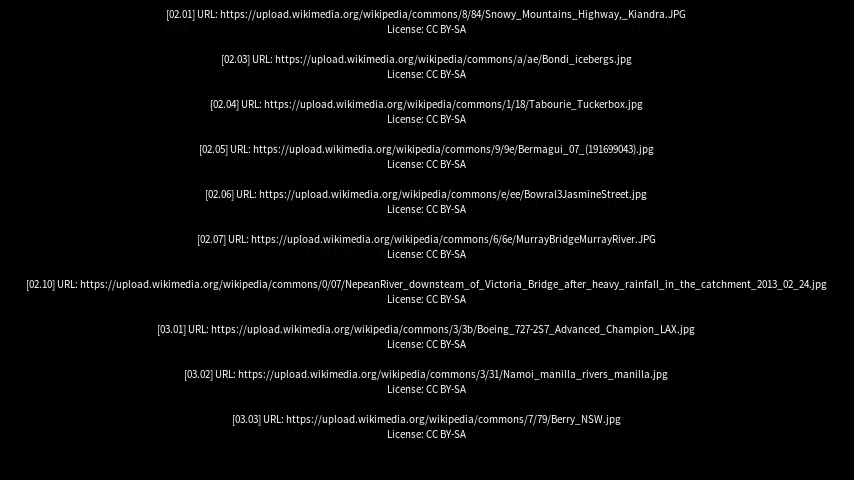 [02.01] URL: https://upload.wikimedia.org/wikipedia/commons/8/84/Snowy_Mountains_Highway,_Kiandra.JPG
License: CC BY-SA
[02.03] URL: https://upload.wikimedia.org/wikipedia/commons/a/ae/Bondi_icebergs.jpg
License: CC BY-SA
[02.04] URL: https://upload.wikimedia.org/wikipedia/commons/1/18/Tabourie_Tuckerbox.jpg
License: CC BY-SA
[02.05] URL: https://upload.wikimedia.org/wikipedia/commons/9/9e/Bermagui_07_(191699043).jpg
License: CC BY-SA
[02.06] URL: https://upload.wikimedia.org/wikipedia/commons/e/ee/Bowral3JasmineStreet.jpg
License: CC BY-SA
[02.07] URL: https://upload.wikimedia.org/wikipedia/commons/6/6e/MurrayBridgeMurrayRiver.JPG
License: CC BY-SA
[02.10] URL: https://upload.wikimedia.org/wikipedia/commons/0/07/NepeanRiver_downsteam_of_Victoria_Bridge_after_heavy_rainfall_in_the_catchment_2013_02_24.jpg
License: CC BY-SA
[03.01] URL: https://upload.wikimedia.org/wikipedia/commons/3/3b/Boeing_727-2S7_Advanced_Champion_LAX.jpg
License: CC BY-SA
[03.02] URL: https://upload.wikimedia.org/wikipedia/commons/3/31/Namoi_manilla_rivers_manilla.jpg
License: CC BY-SA
[03.03] URL: https://upload.wikimedia.org/wikipedia/commons/7/79/Berry_NSW.jpg
License: CC BY-SA